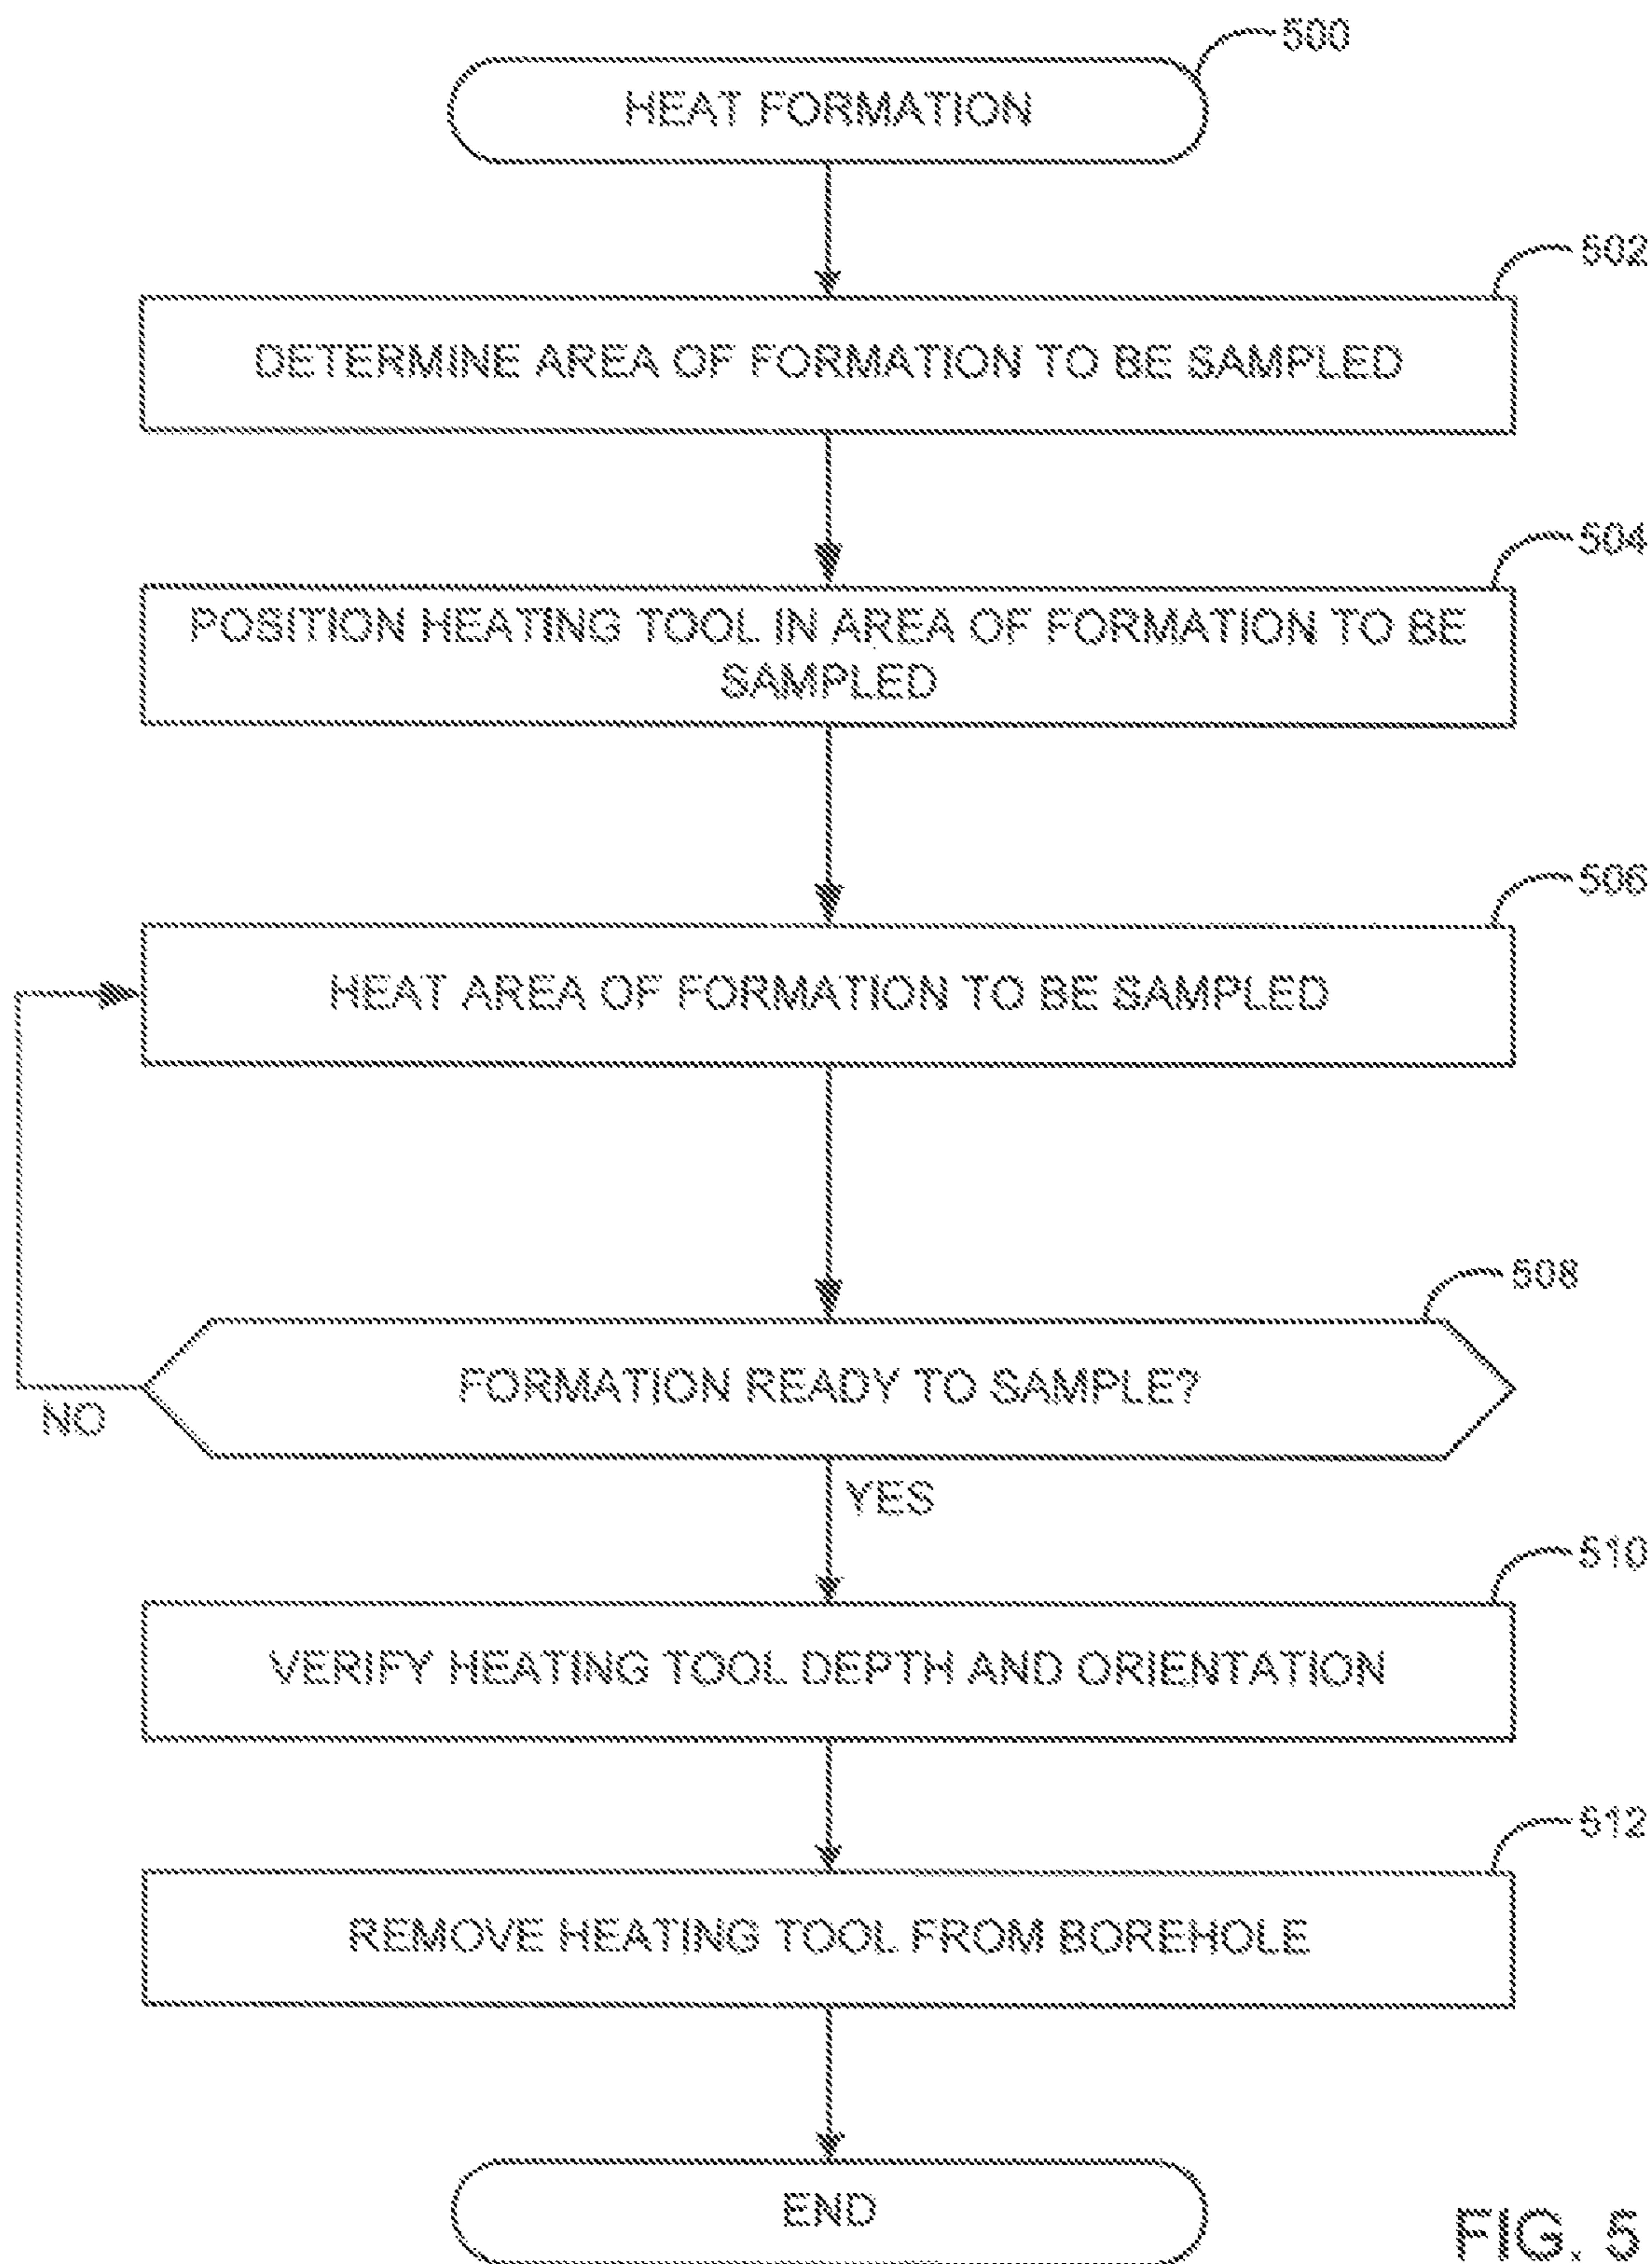 500
HEAT FORMATION
502
DETERMINE AREA OF FORMATION TO BE SAMPLED
504
POSITION HEATING TOOL IN AREA OF FORMATION TO BE
SAMPLED
506
HEAT AREA OF FORMATION TO BE SAMPLED
508
FORMATION READY TO SAMPLE?
NO
YES
510
VERIFY HEATING TOOL DEPTH AND ORIENTATION
512
REMOVE HEATING TOOL FROM BOREHOLE
END
FIG. 5